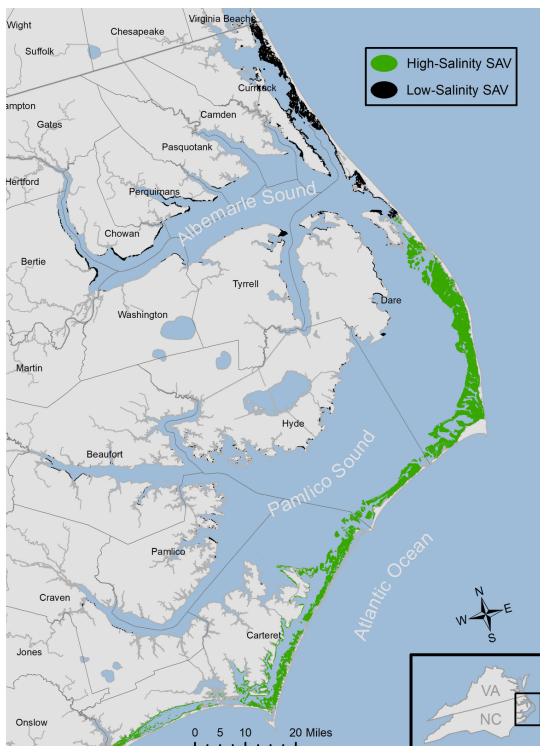 Virginia Beach
Wight
Chesapeake
Suffolk
High-Salinity SAV
Low-Salinity SAV
Currituck
ampton
Camden
Gates
Pasquotank
Hertford
Perquimans
Albemarle Sound
Chowan
Bertie
Tyrrell
Dare
Washington
Martin
Hyde
Beaufort
Pamlico Sound
Atlantic Ocean
Pamlico
Craven
N
W
E
S
Carteret
Jones
VA
NC
Onslow
0 5 10 20 Miles